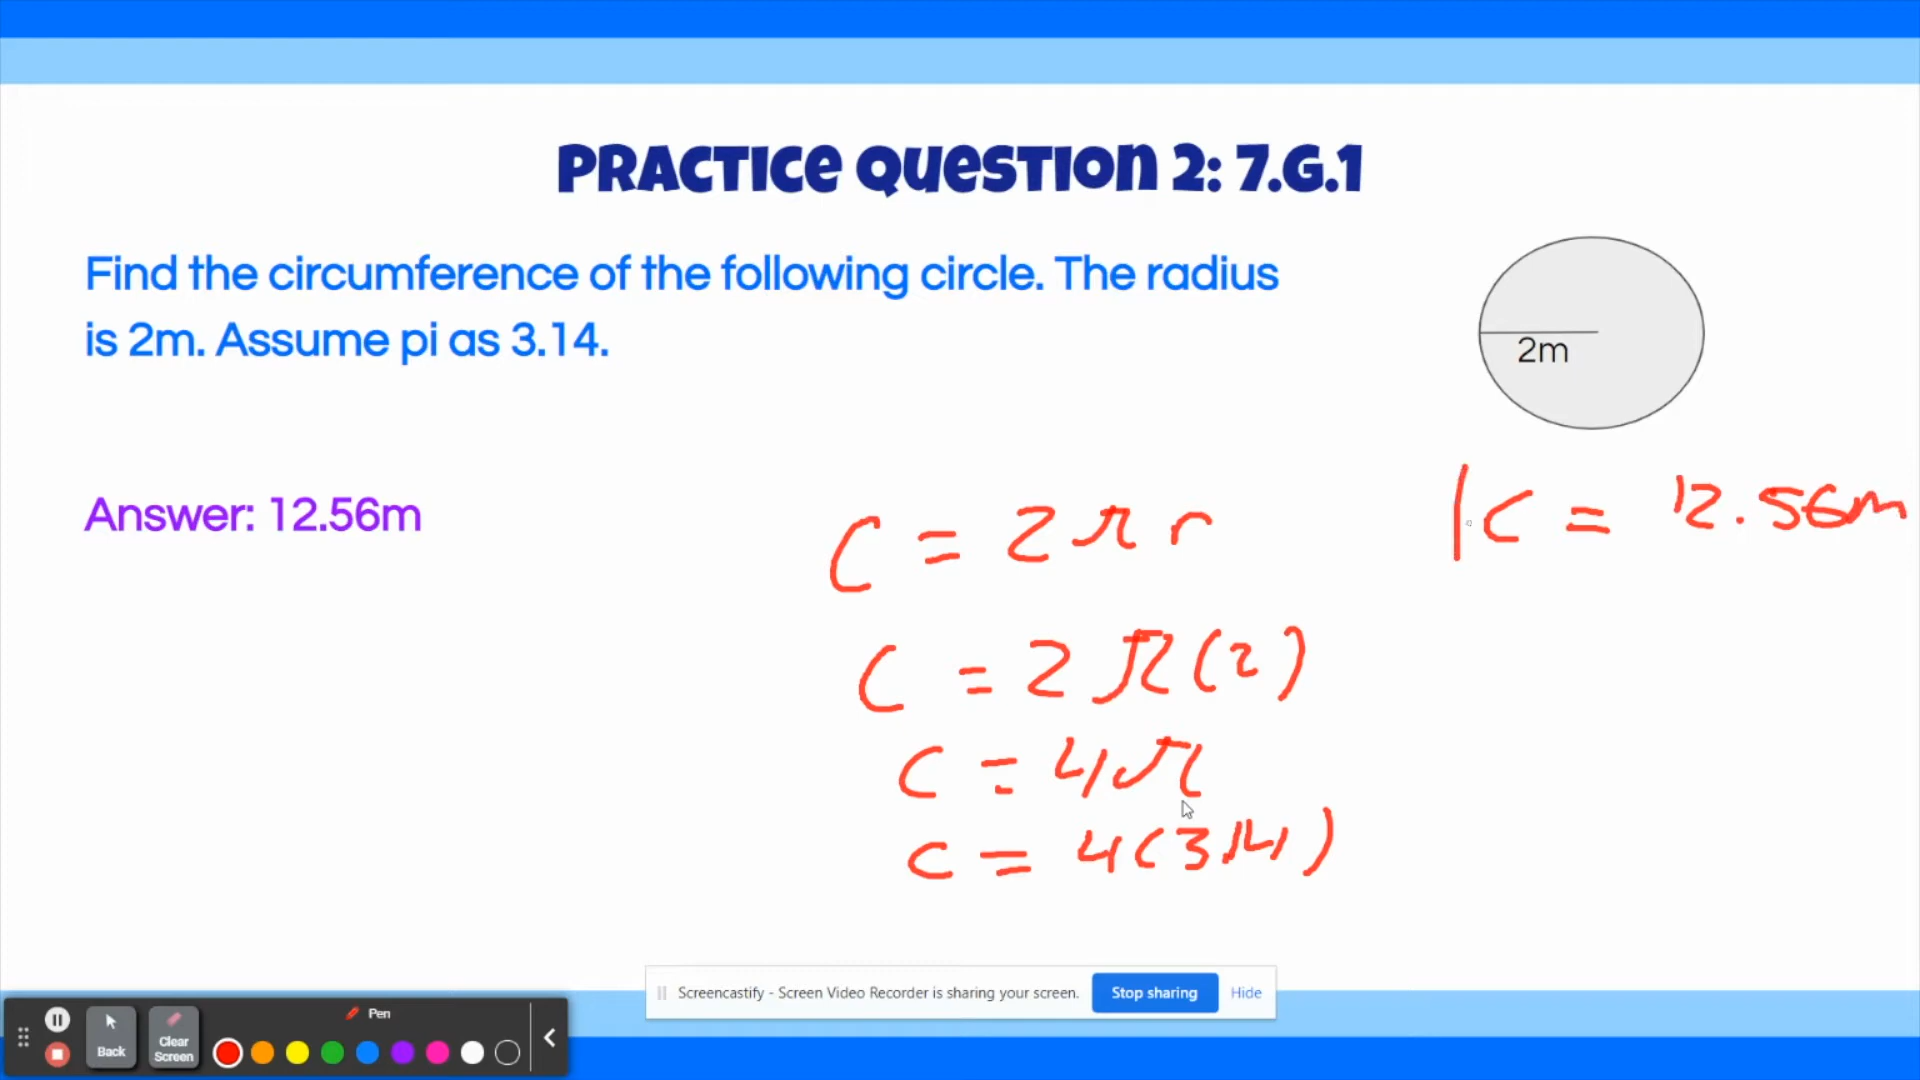 PRACTICE QUESTION 2: 7.G.1
Find the circumference of the following circle. The radius
is 2m. Assume pi as 3.14.
2m
Answer: 12.56m
C = 2πr
C = 2π(2)
C = 4π
C = 4(3.14)
C = 12.56m
Screencastify - Screen Video Recorder is sharing your screen.
Stop sharing
Hide
Pen
Back
Clear
Screen